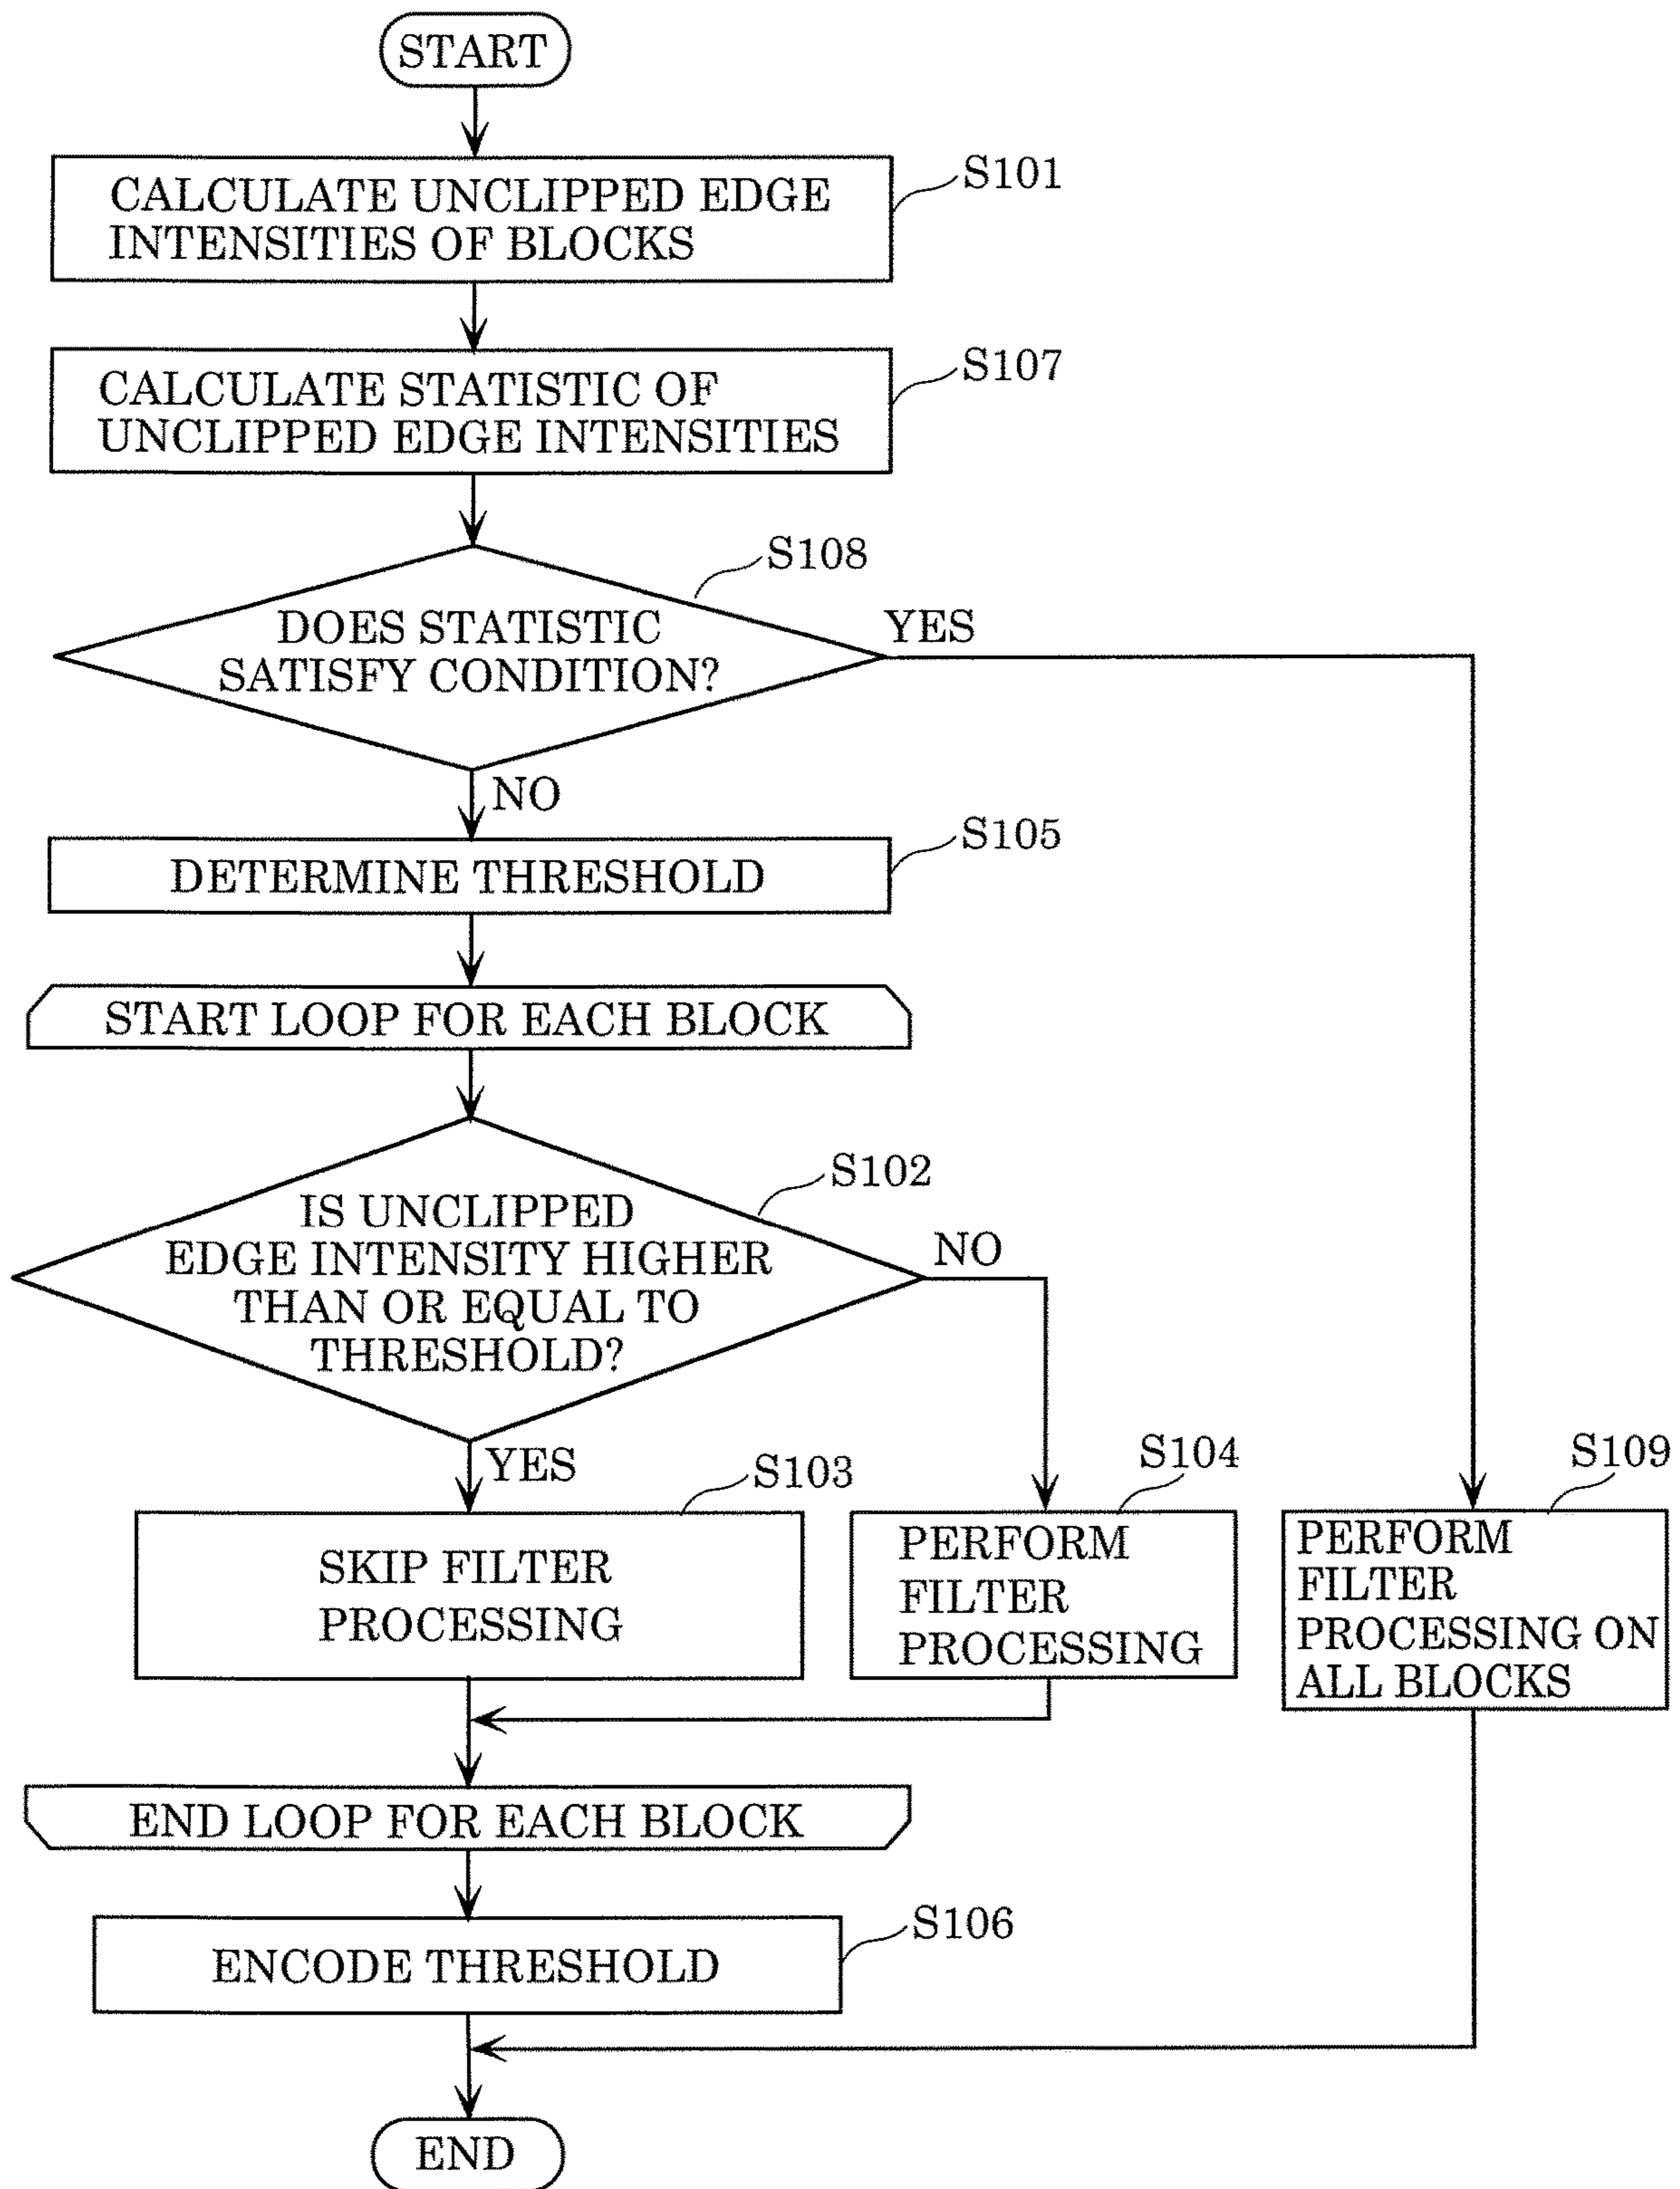 START
CALCULATE UNCLIPPED EDGE
INTENSITIES OF BLOCKS
S101
CALCULATE STATISTIC OF
UNCLIPPED EDGE INTENSITIES
S107
DOES STATISTIC
SATISFY CONDITION?
S108
YES
NO
DETERMINE THRESHOLD
S105
START LOOP FOR EACH BLOCK
IS UNCLIPPED
EDGE INTENSITY HIGHER
THAN OR EQUAL TO
THRESHOLD?
S102
NO
YES
SKIP FILTER
PROCESSING
S103
PERFORM
FILTER
PROCESSING
S104
PERFORM
FILTER
PROCESSING ON
ALL BLOCKS
S109
END LOOP FOR EACH BLOCK
ENCODE THRESHOLD
S106
END